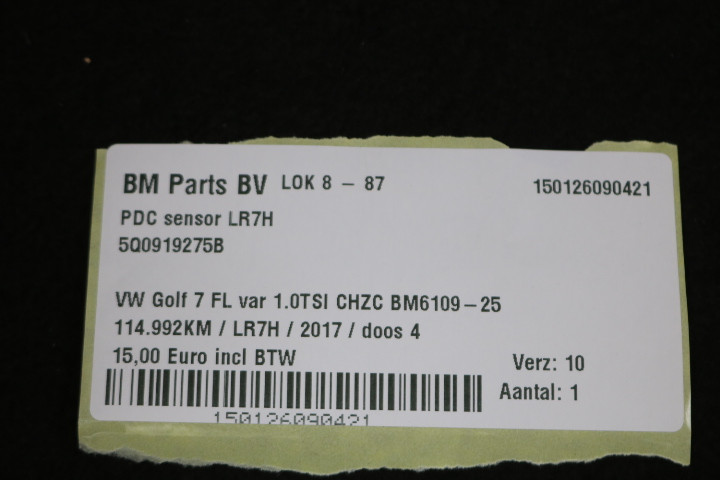 BM Parts BV LOK 8 - 87 150126090421
PDC sensor LR7H
5Q0919275B
VW Golf 7 FL var 1.0TSI CHZC BM6109-25
114.992KM / LR7H / 2017 / doos 4
15,00 Euro incl BTW Verz: 10
Aantal: 1
150126090421